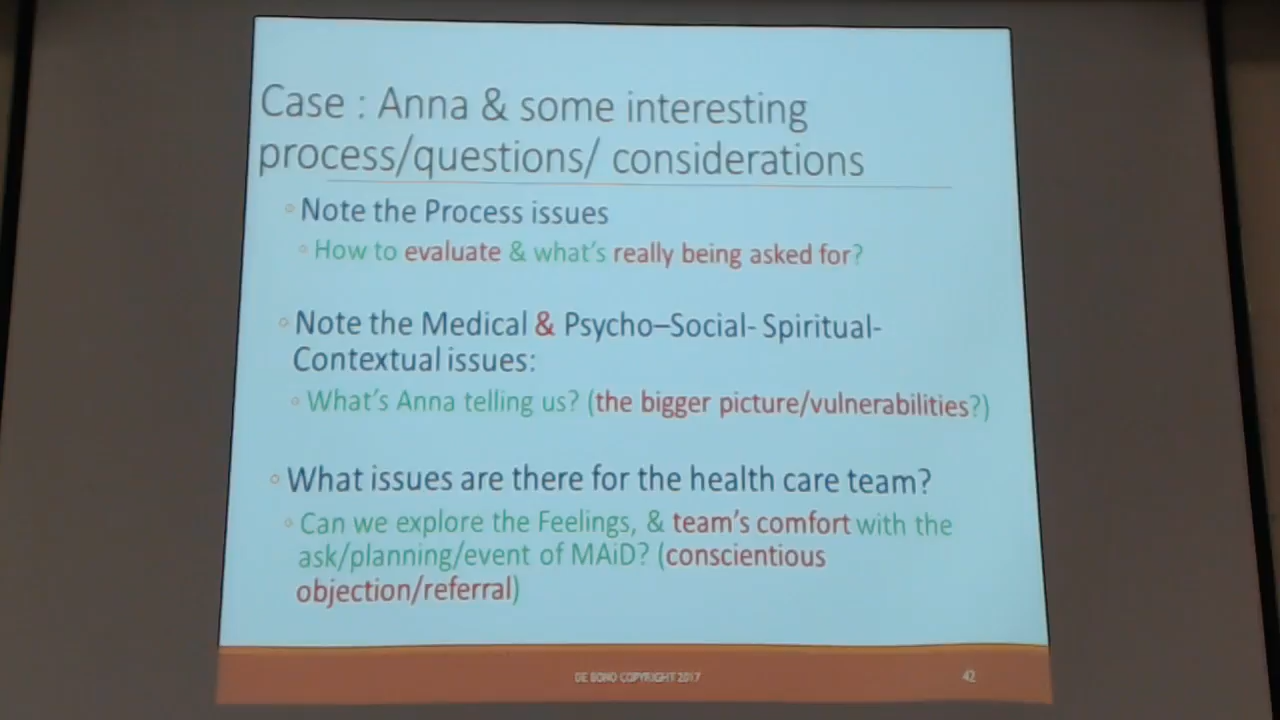 Case : Anna & some interesting
process/questions/ considerations
Note the Process issues
How to evaluate & what's really being asked for?
Note the Medical & Psycho–Social- Spiritual-
Contextual issues:
What's Anna telling us? (the bigger picture/vulnerabilities?)
What issues are there for the health care team?
Can we explore the Feelings, & team's comfort with the
ask/planning/event of MAiD? (conscientious
objection/referral)
DE BONO COPYRIGHT 2017
42